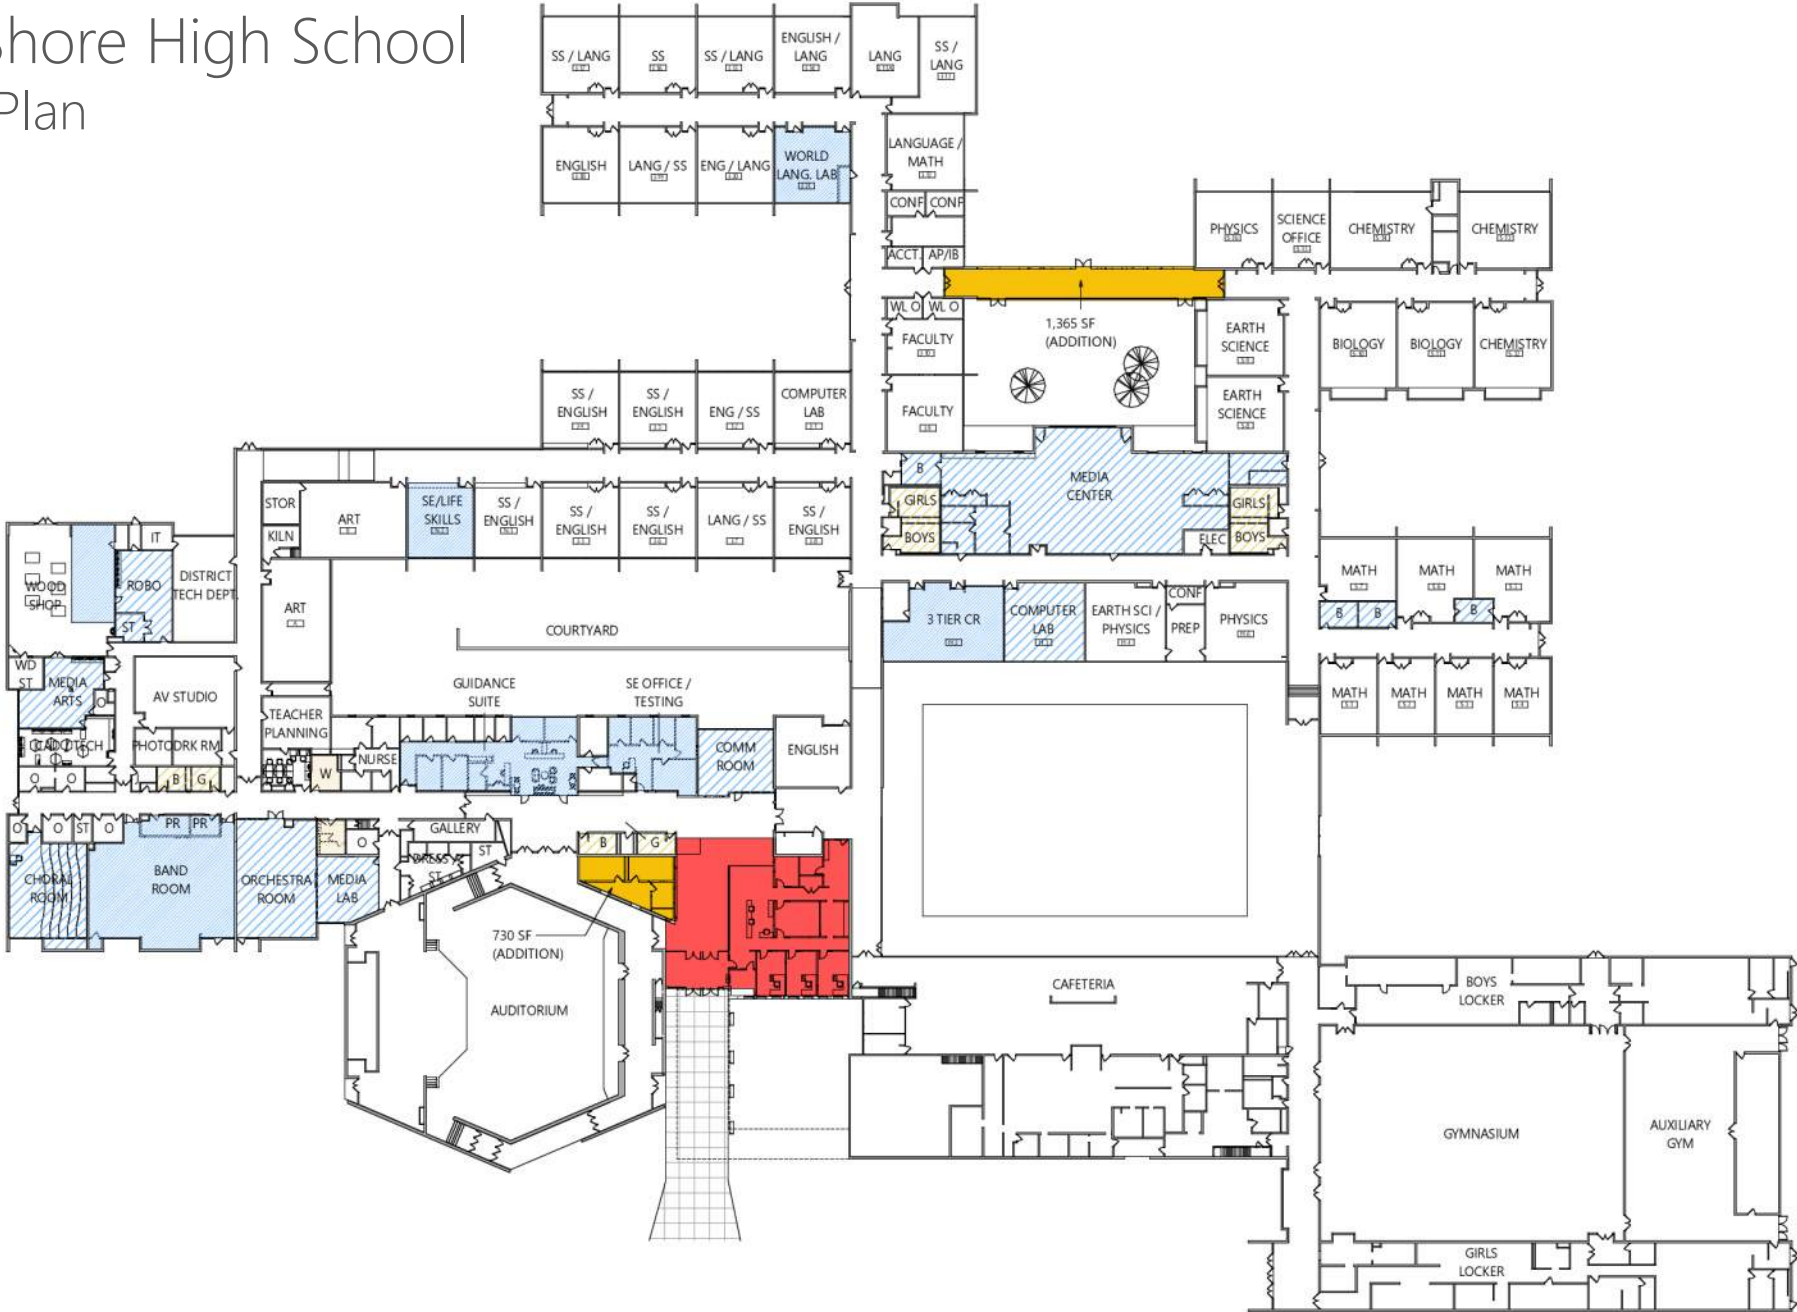 Shore High School
Plan
SS / LANG
SS
SS / LANG
ENGLISH /
LANG
LANG
SS /
LANG
ENGLISH
LANG / SS
ENG / LANG
WORLD
LANG. LAB
LANGUAGE /
MATH
CONF
CONF
ACCT.
AP/IB
PHYSICS
SCIENCE
OFFICE
CHEMISTRY
CHEMISTRY
WL O
WL O
FACULTY
1,365 SF
(ADDITION)
EARTH
SCIENCE
BIOLOGY
BIOLOGY
CHEMISTRY
SS /
ENGLISH
SS /
ENGLISH
ENG / SS
COMPUTER
LAB
FACULTY
EARTH
SCIENCE
B
MEDIA
CENTER
GIRLS
GIRLS
BOYS
ELEC
BOYS
STOR
KILN
ART
SE/LIFE
SKILLS
SS /
ENGLISH
SS /
ENGLISH
SS /
ENGLISH
LANG / SS
SS /
ENGLISH
IT
WOOD
SHOP
ROBO
ST
DISTRICT
TECH DEPT.
ART
COURTYARD
3 TIER CR
COMPUTER
LAB
EARTH SCI /
PHYSICS
CONF
PREP
PHYSICS
MATH
MATH
MATH
B
B
B
WD
ST
MEDIA
ARTS
O
AV STUDIO
GUIDANCE
SUITE
SE OFFICE /
TESTING
MATH
MATH
MATH
MATH
TEACHER
PLANNING
PHOTO
DRK RM
NURSE
COMM
ROOM
ENGLISH
O
O
B
G
W
O
O
ST
O
PR
PR
GALLERY
ST
B
G
CHORAL
ROOM
BAND
ROOM
ORCHESTRA
ROOM
O
MEDIA
LAB
DRESS /
ST
730 SF
(ADDITION)
AUDITORIUM
CAFETERIA
BOYS
LOCKER
GYMNASIUM
AUXILIARY
GYM
GIRLS
LOCKER